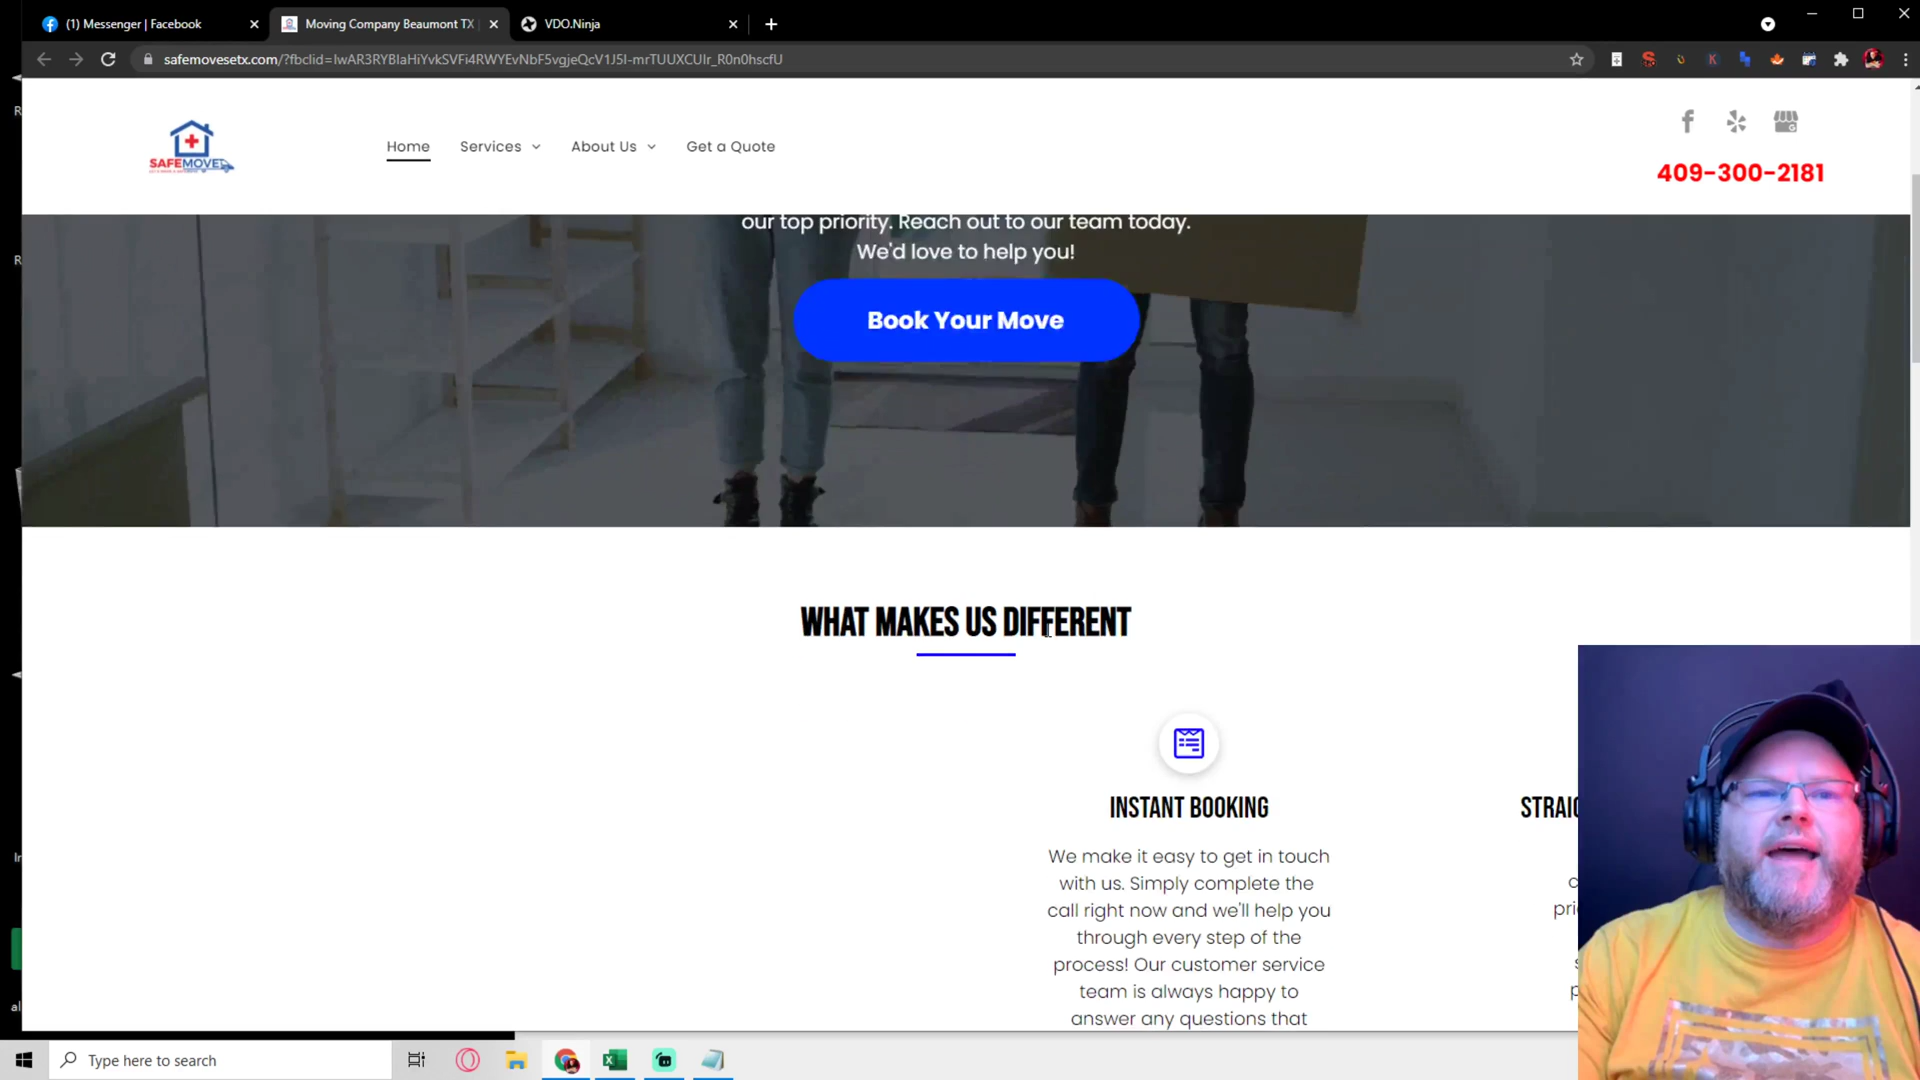 (1) Messenger | Facebook
Moving Company Beaumont TX
VDO.Ninja
safemovesetx.com/?fbclid=IwAR3RYBlaHiYvkSVFi4RWYEvNbF5vgjeQcV1J5I-mrTUUXCUIr_R0n0hscfU
SAFEMOVE
Home
Services
About Us
Get a Quote
409-300-2181
our top priority. Reach out to our team today.
We'd love to help you!
Book Your Move
WHAT MAKES US DIFFERENT
INSTANT BOOKING
We make it easy to get in touch
with us. Simply complete the
call right now and we'll help you
through every step of the
process! Our customer service
team is always happy to
answer any questions that
STRAIG
pri
Type here to search